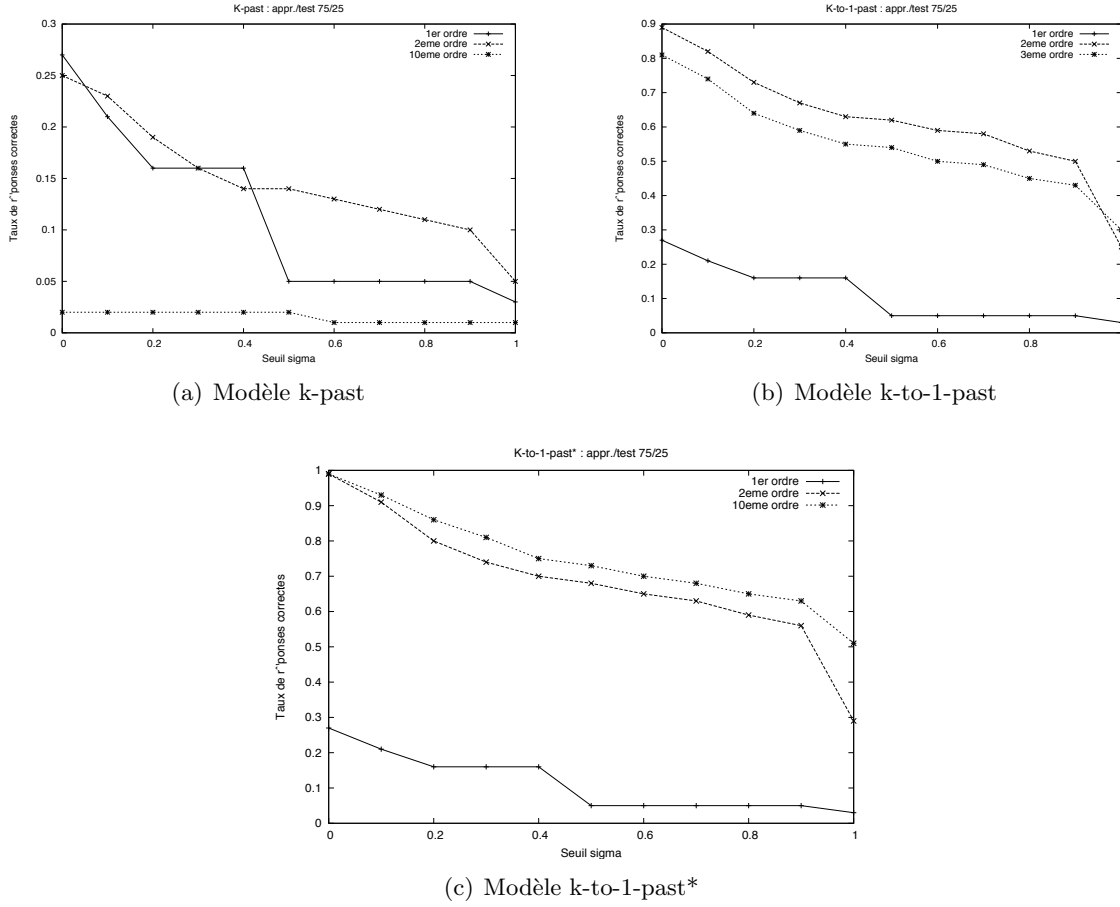 K-past : appr./test 75/25
1er ordre
2eme ordre
10eme ordre
0.3
0.25
0.2
0.15
0.1
0.05
0
0 0.2 0.4 0.6 0.8 1
Taux de rˆ'ponses correctes
Seuil sigma
(a) Modèle k-past
K-to-1-past : appr./test 75/25
1er ordre
2eme ordre
3eme ordre
0.9
0.8
0.7
0.6
0.5
0.4
0.3
0.2
0.1
0
0 0.2 0.4 0.6 0.8 1
Taux de rˆ'ponses correctes
Seuil sigma
(b) Modèle k-to-1-past
K-to-1-past* : appr./test 75/25
1er ordre
2eme ordre
10eme ordre
1
0.9
0.8
0.7
0.6
0.5
0.4
0.3
0.2
0.1
0
0 0.2 0.4 0.6 0.8 1
Taux de rˆ'ponses correctes
Seuil sigma
(c) Modèle k-to-1-past*